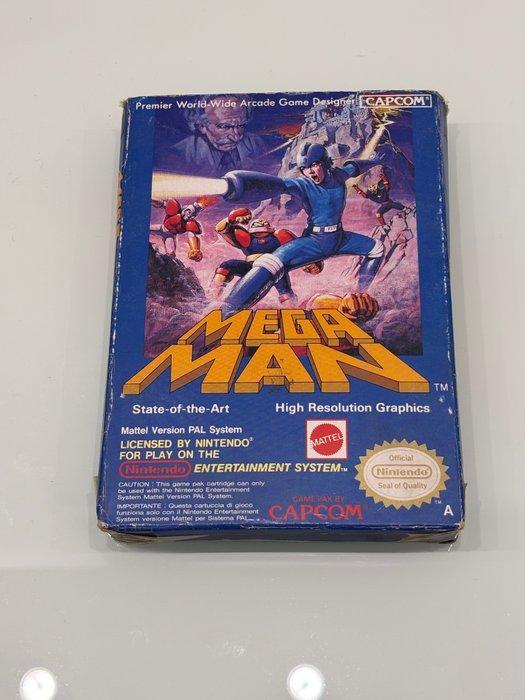 Premier World-Wide Arcade Game Designer CAPCOM®
MEGA
MAN™
State-of-the-Art High Resolution Graphics
Mattel Version PAL System
LICENSED BY NINTENDO®
FOR PLAY ON THE
Nintendo ENTERTAINMENT SYSTEM™
MATTEL
CAUTION : This game pak cartridge can only
be used with the Nintendo Entertainment
System Mattel Version PAL System.
IMPORTANTE : Questa cartuccia di gioco
funziona solo con il Nintendo Entertainment
System versione Mattel per Sistema PAL.
GAME PAK BY
CAPCOM
Official
Nintendo®
Seal of Quality
™
A